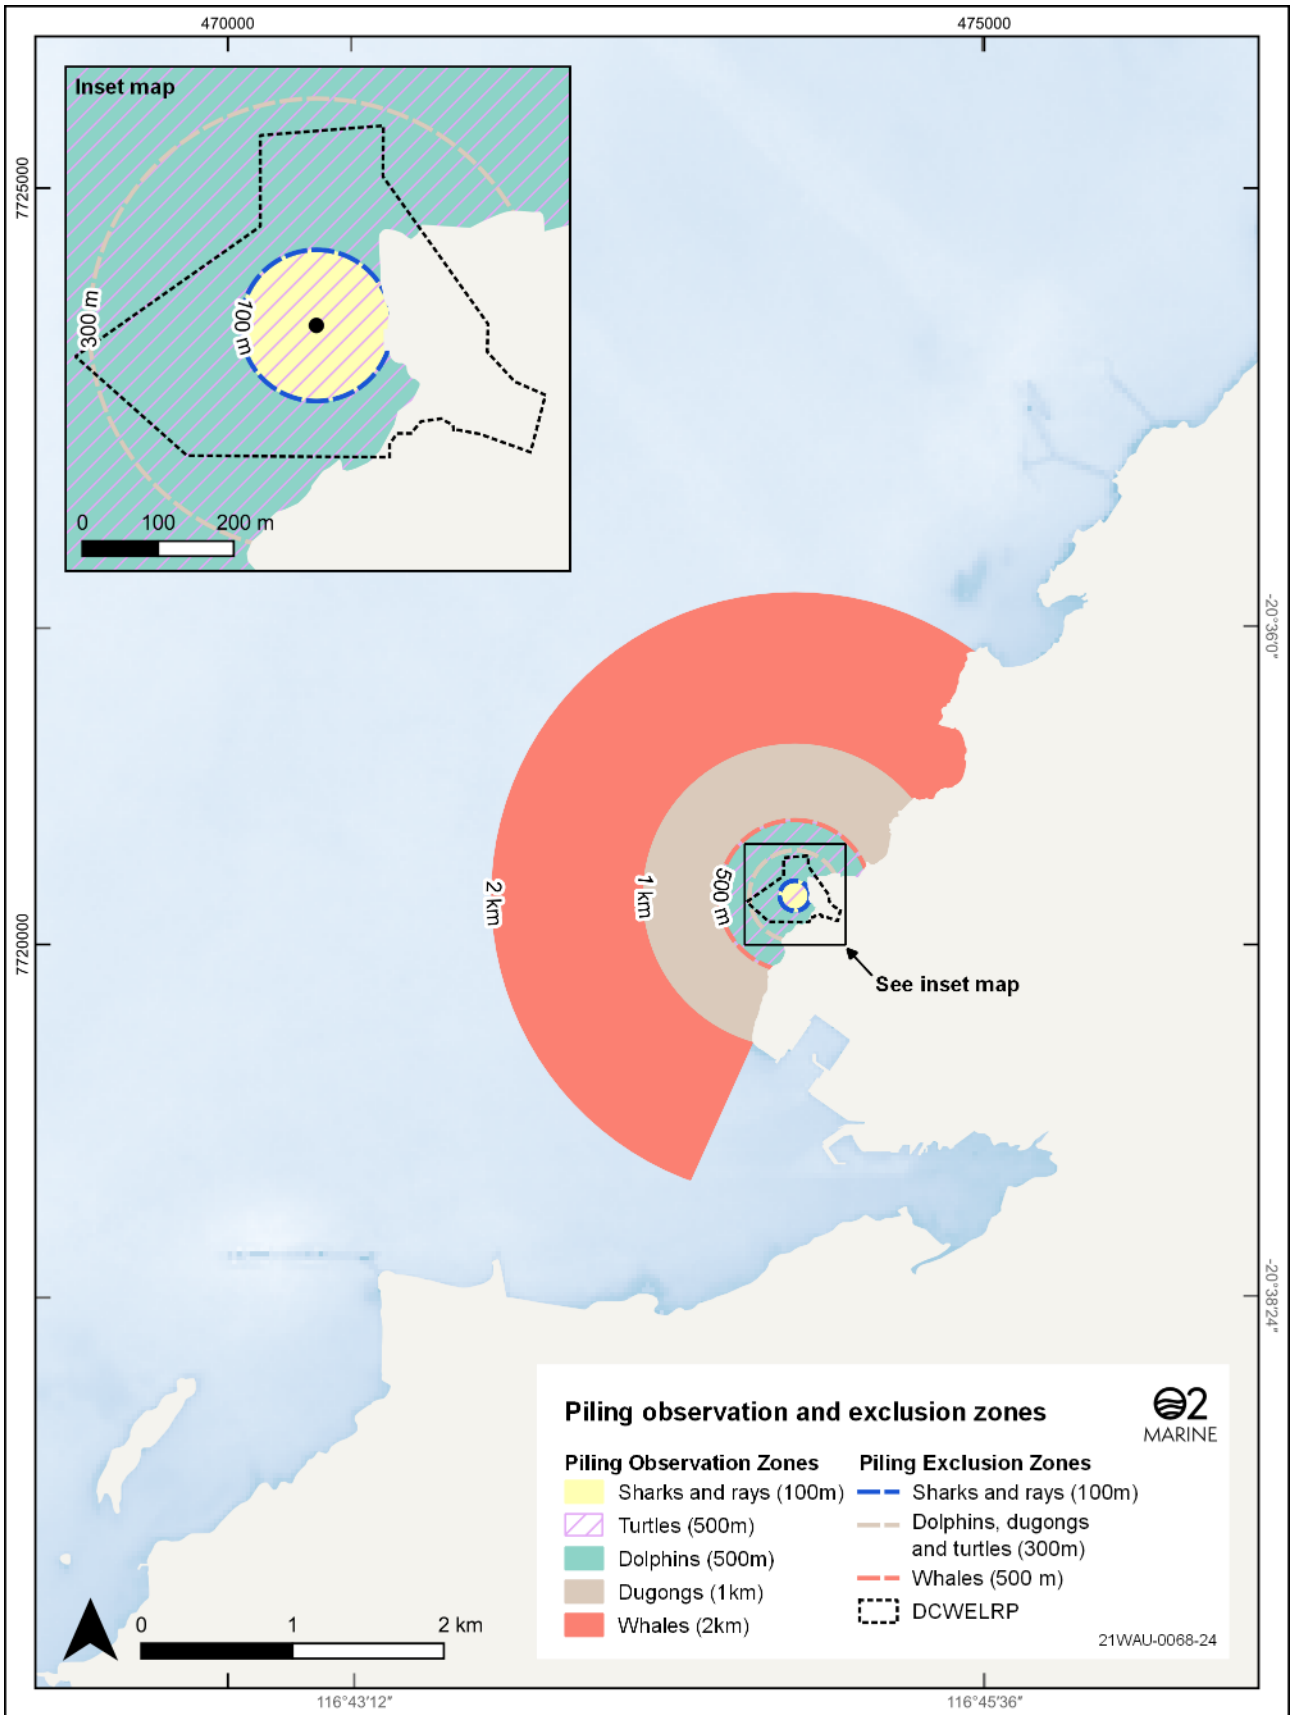 470000
475000
Inset map
7725000
300 m
100 m
0 100 200 m
-20°36'0"
2 km
1 km
500 m
See inset map
7720000
-20°38'24"
Piling observation and exclusion zones
O2
MARINE
Piling Observation Zones
Sharks and rays (100m)
Turtles (500m)
Dolphins (500m)
Dugongs (1km)
Whales (2km)
Piling Exclusion Zones
Sharks and rays (100m)
Dolphins, dugongs
and turtles (300m)
Whales (500 m)
DCWELRP
21WAU-0068-24
0 1 2 km
116°43'12"
116°45'36"